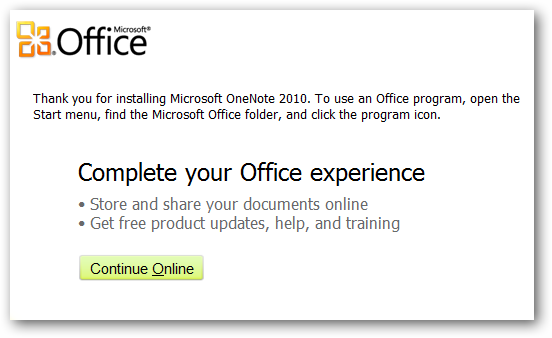 Microsoft®
Office
Thank you for installing Microsoft OneNote 2010. To use an Office program, open the
Start menu, find the Microsoft Office folder, and click the program icon.
Complete your Office experience
• Store and share your documents online
• Get free product updates, help, and training
Continue Online